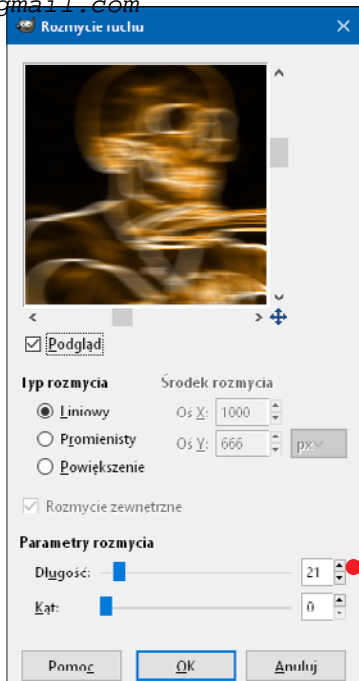 gmail.com
Rozmycie ruchu
Podgląd
Typ rozmycia
Środek rozmycia
Liniowy
Oś X: 1000
Promienisty
Oś Y: 666 px
Powiększenie
Rozmycie zewnetrzne
Parametry rozmycia
Długość: 21
Kąt: 0
Pomoc OK Anuluj